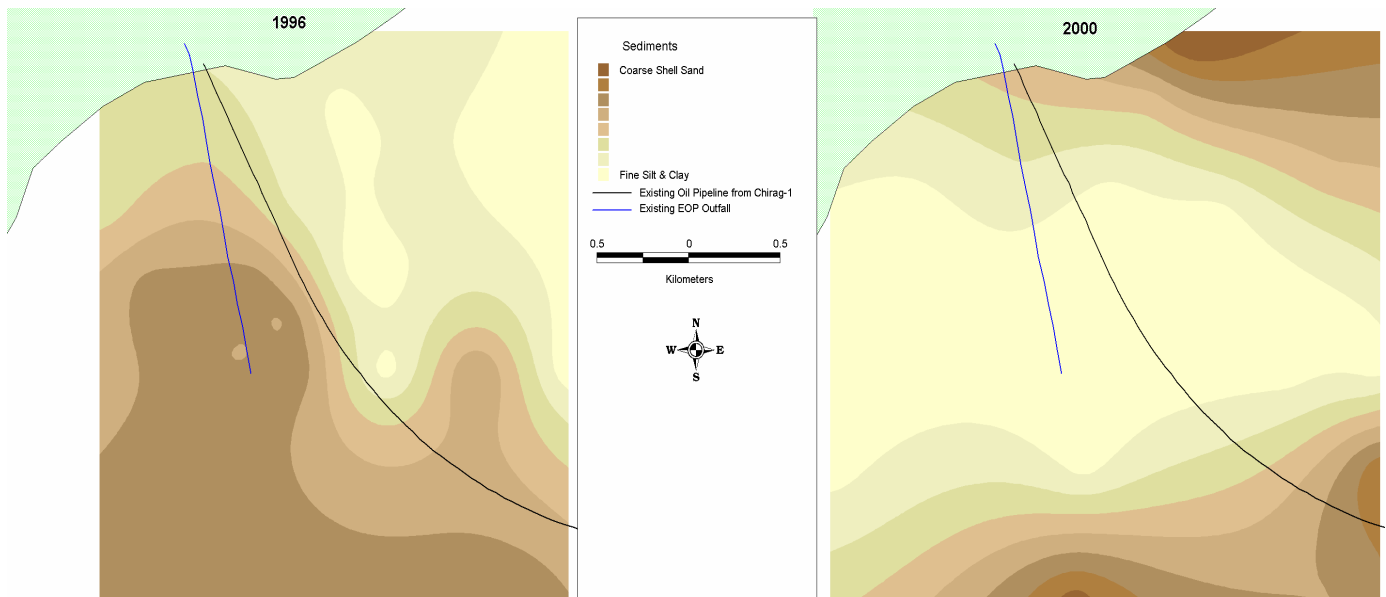 1996
Sediments
Coarse Shell Sand
Fine Silt & Clay
Existing Oil Pipeline from Chirag-1
Existing EOP Outfall
0.5 0 0.5
Kilometers
N
W E
S
2000